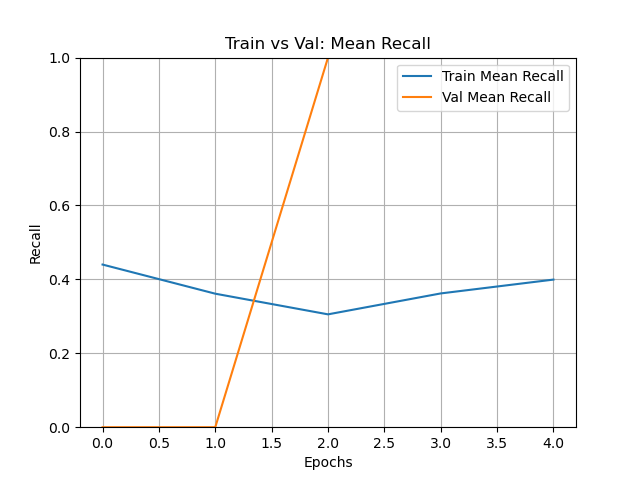 Train vs Val: Mean Recall
1.0
0.8
0.6
0.4
0.2
0.0
Recall
Train Mean Recall
Val Mean Recall
0.0 0.5 1.0 1.5 2.0 2.5 3.0 3.5 4.0
Epochs